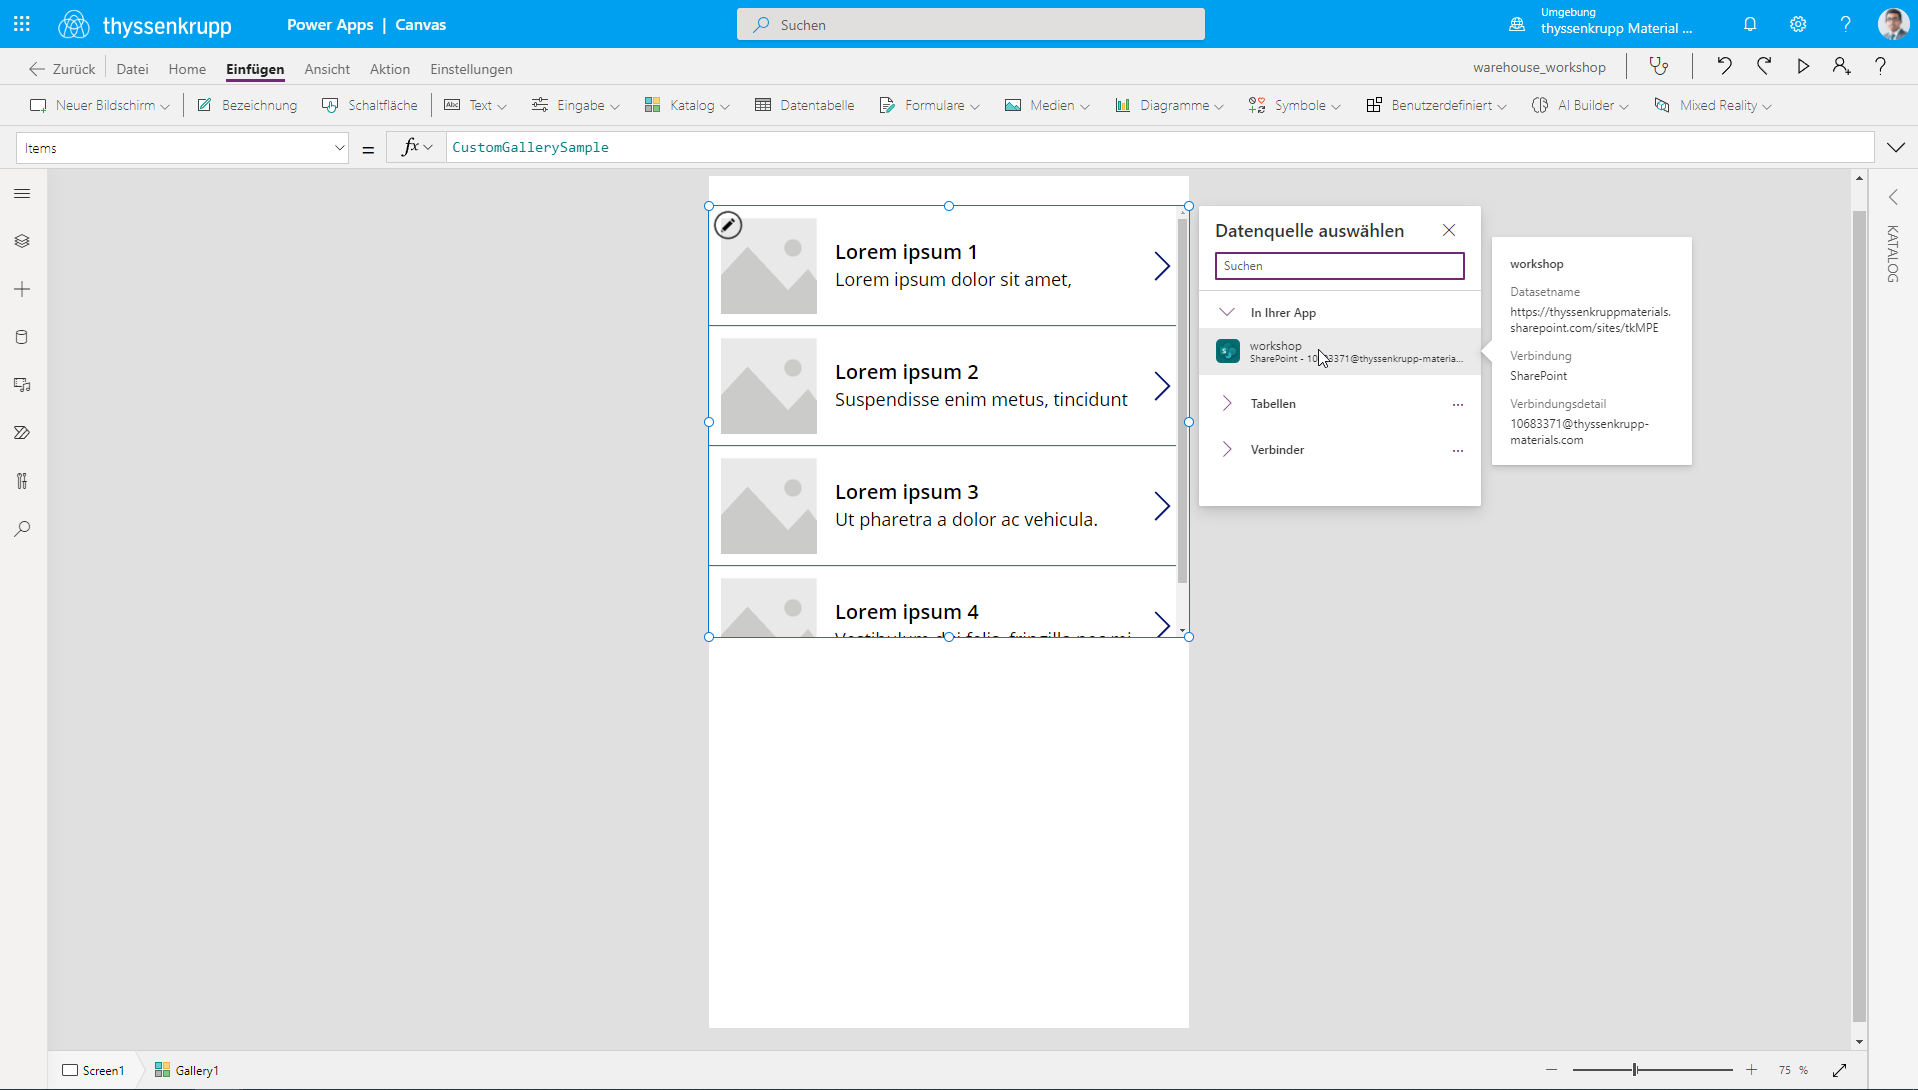 thyssenkrupp
Power Apps | Canvas
Suchen
Umgebung
thyssenkrupp Material ...
Zurück
Datei
Home
Einfügen
Ansicht
Aktion
Einstellungen
warehouse_workshop
Neuer Bildschirm
Bezeichnung
Schaltfläche
Abc
Text
Eingabe
Katalog
Datentabelle
Formulare
Medien
Diagramme
Symbole
Benutzerdefiniert
AI Builder
Mixed Reality
Items
=
fx
CustomGallerySample
Lorem ipsum 1
Lorem ipsum dolor sit amet,
Lorem ipsum 2
Suspendisse enim metus, tincidunt
Lorem ipsum 3
Ut pharetra a dolor ac vehicula.
Lorem ipsum 4
Datenquelle auswählen
Suchen
In Ihrer App
workshop
SharePoint - 10683371@thyssenkrupp-materia...
Tabellen
...
Verbinder
...
workshop
Datasetname
https://thyssenkruppmaterials.
sharepoint.com/sites/tkMPE
Verbindung
SharePoint
Verbindungsdetail
10683371@thyssenkrupp-
materials.com
KATALOG
Screen1
Gallery1
75 %